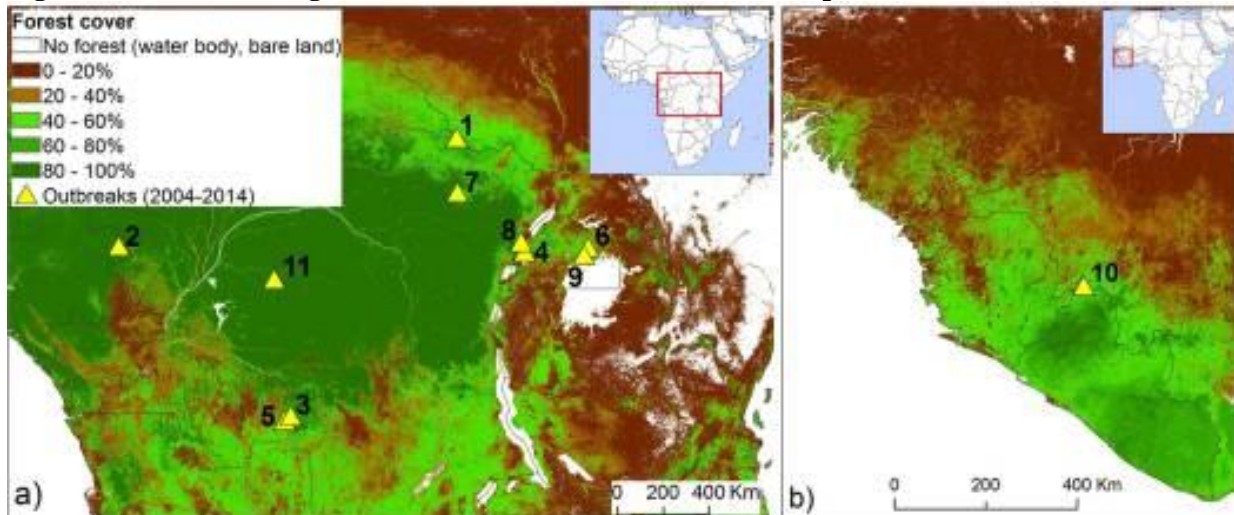 Forest cover
No forest (water body, bare land)
0 - 20%
20 - 40%
40 - 60%
60 - 80%
80 - 100%
Outbreaks (2004-2014)
1
7
2
8
4
6
9
11
5
3
a)
0 200 400 Km
10
b)
0 200 400 Km